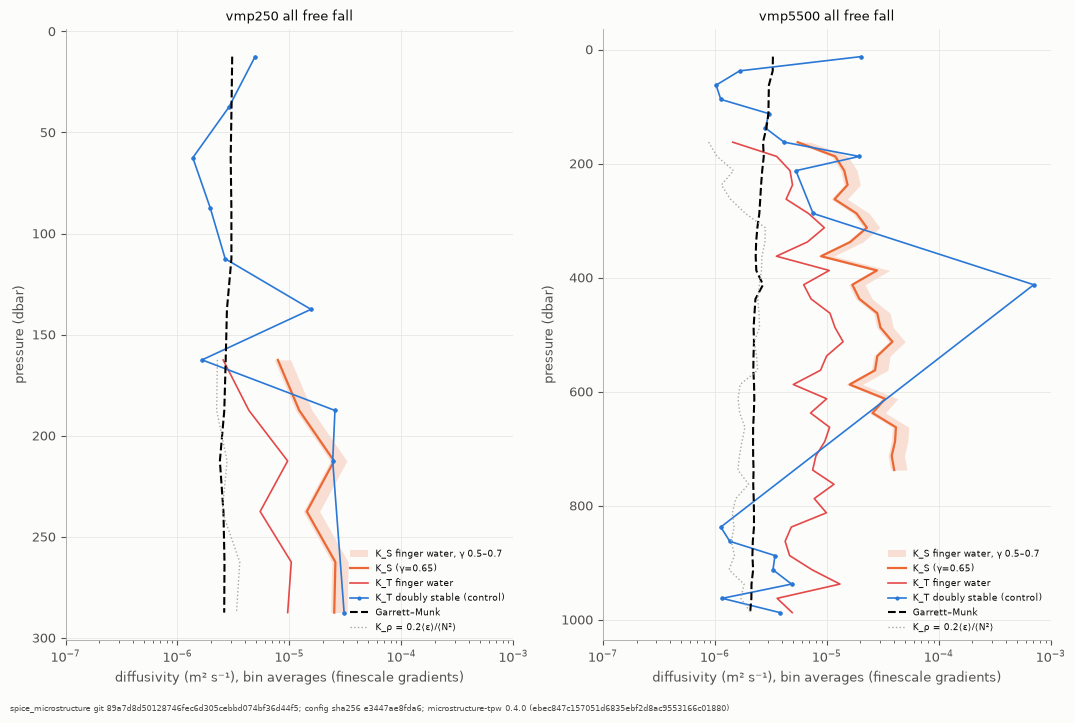 vmp250 all free fall
0
50
100
150
200
250
300
pressure (dbar)
K_S finger water, γ 0.5–0.7
K_S (γ=0.65)
K_T finger water
K_T doubly stable (control)
Garrett–Munk
K_ρ = 0.2⟨ε⟩/⟨N²⟩
10⁻⁷ 10⁻⁶ 10⁻⁵ 10⁻⁴ 10⁻³
diffusivity (m² s⁻¹), bin averages (finescale gradients)
vmp5500 all free fall
0
200
400
600
800
1000
pressure (dbar)
K_S finger water, γ 0.5–0.7
K_S (γ=0.65)
K_T finger water
K_T doubly stable (control)
Garrett–Munk
K_ρ = 0.2⟨ε⟩/⟨N²⟩
10⁻⁷ 10⁻⁶ 10⁻⁵ 10⁻⁴ 10⁻³
diffusivity (m² s⁻¹), bin averages (finescale gradients)
spice_microstructure git 89a7d8d50128746fec6d305cebbd074bf36d44f5; config sha256 e3447ae8fda6; microstructure-tpw 0.4.0 (ebec847c157051d6835ebf2d8ac9553166c01880)